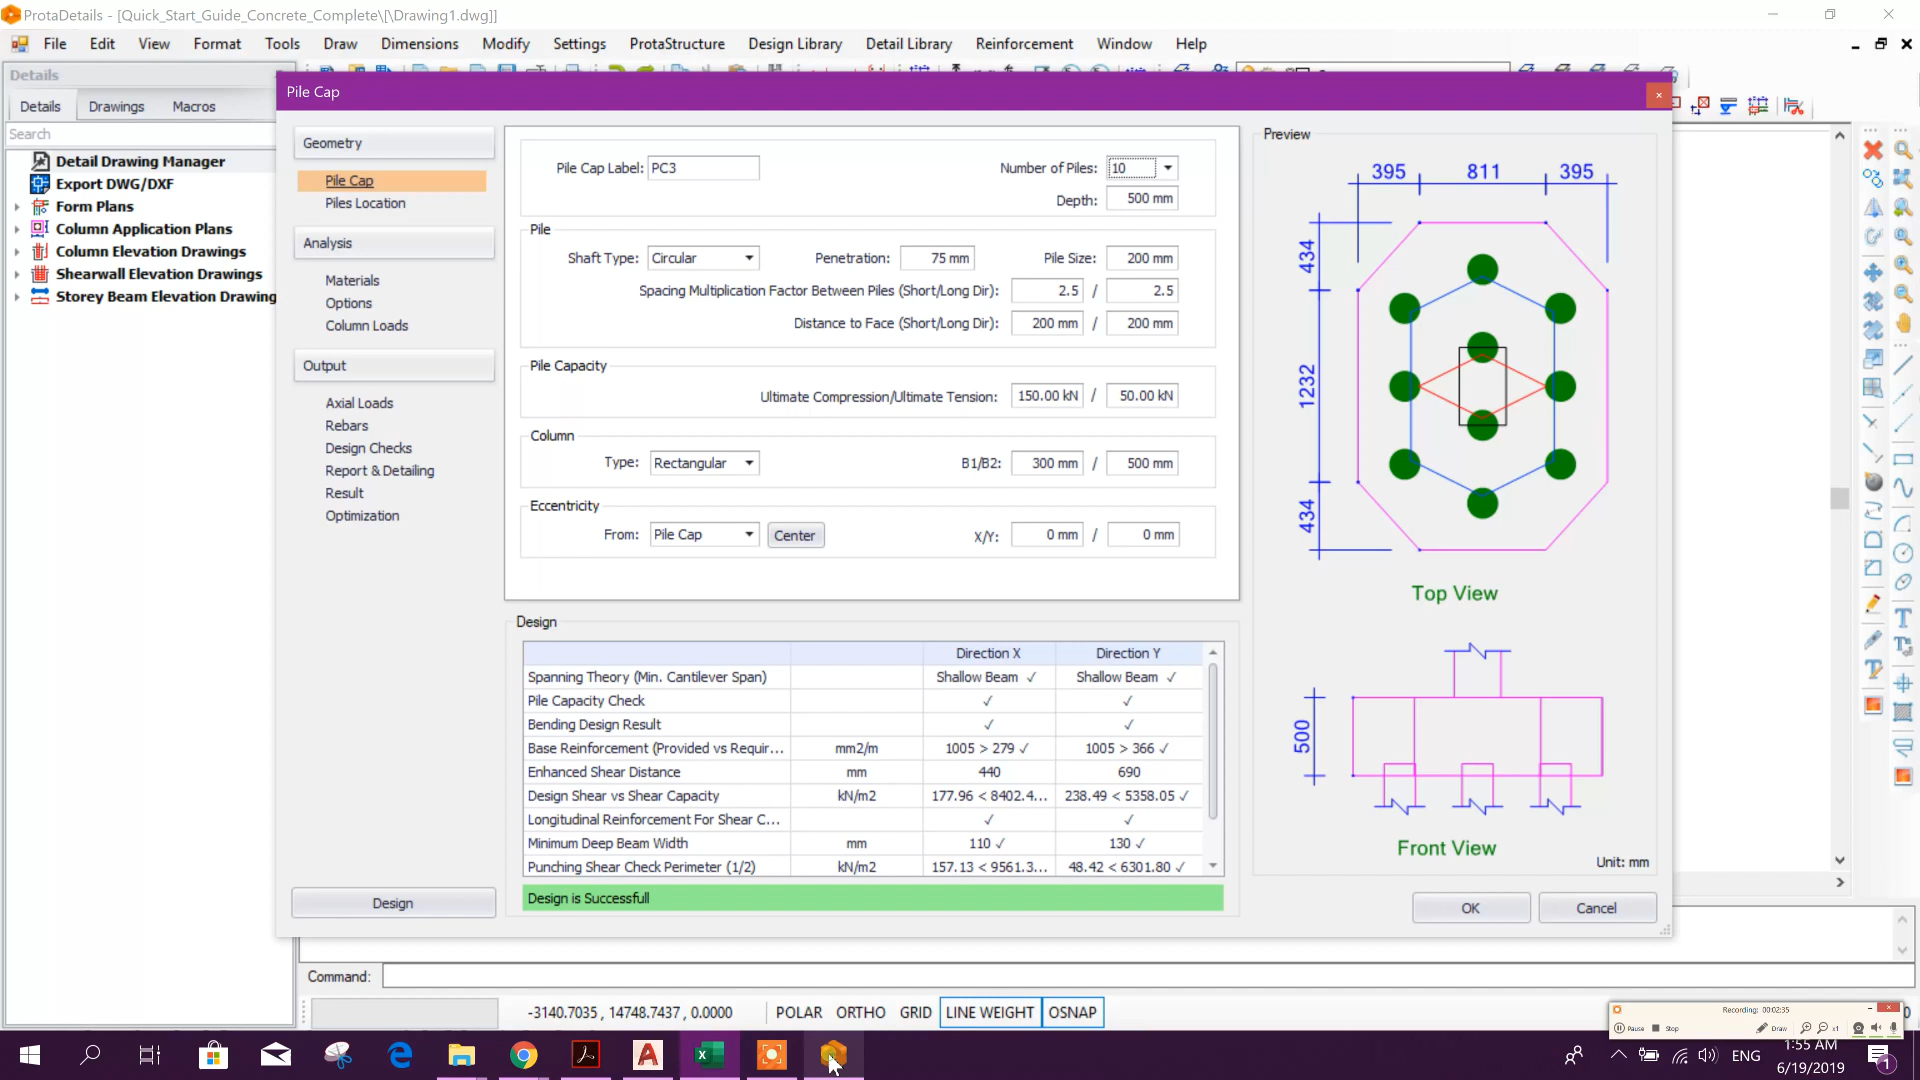 ProtaDetails - [Quick_Start_Guide_Concrete_Complete\[\Drawing1.dwg]]
File Edit View Format Tools Draw Dimensions Modify Settings ProtaStructure Design Library Detail Library Reinforcement Window Help
Details
Details Drawings Macros
Search
Detail Drawing Manager
Export DWG/DXF
Form Plans
Column Application Plans
Column Elevation Drawings
Shearwall Elevation Drawings
Storey Beam Elevation Drawing
Pile Cap
Geometry
Pile Cap
Piles Location
Analysis
Materials
Options
Column Loads
Output
Axial Loads
Rebars
Design Checks
Report & Detailing
Result
Optimization
Design
Pile Cap Label: PC3 Number of Piles: 10
Depth: 500 mm
Pile
Shaft Type: Circular Penetration: 75 mm Pile Size: 200 mm
Spacing Multiplication Factor Between Piles (Short/Long Dir): 2.5 / 2.5
Distance to Face (Short/Long Dir): 200 mm / 200 mm
Pile Capacity
Ultimate Compression/Ultimate Tension: 150.00 kN / 50.00 kN
Column
Type: Rectangular B1/B2: 300 mm / 500 mm
Eccentricity
From: Pile Cap Center X/Y: 0 mm / 0 mm
Design
Direction X Direction Y
Spanning Theory (Min. Cantilever Span) Shallow Beam ✓ Shallow Beam ✓
Pile Capacity Check ✓ ✓
Bending Design Result ✓ ✓
Base Reinforcement (Provided vs Requir... mm2/m 1005 > 279 ✓ 1005 > 366 ✓
Enhanced Shear Distance mm 440 690
Design Shear vs Shear Capacity kN/m2 177.96 < 8402.4... 238.49 < 5358.05 ✓
Longitudinal Reinforcement For Shear C... ✓ ✓
Minimum Deep Beam Width mm 110 ✓ 130 ✓
Punching Shear Check Perimeter (1/2) kN/m2 157.13 < 9561.3... 48.42 < 6301.80 ✓
Design is Successfull
Preview
395 811 395
434
1232
434
Top View
500
Front View
Unit: mm
OK Cancel
Command:
-3140.7035 , 14748.7437 , 0.0000 POLAR ORTHO GRID LINE WEIGHT OSNAP
Recording: 00:02:35
Pause Stop Draw x1
ENG
1:55 AM
6/19/2019
1